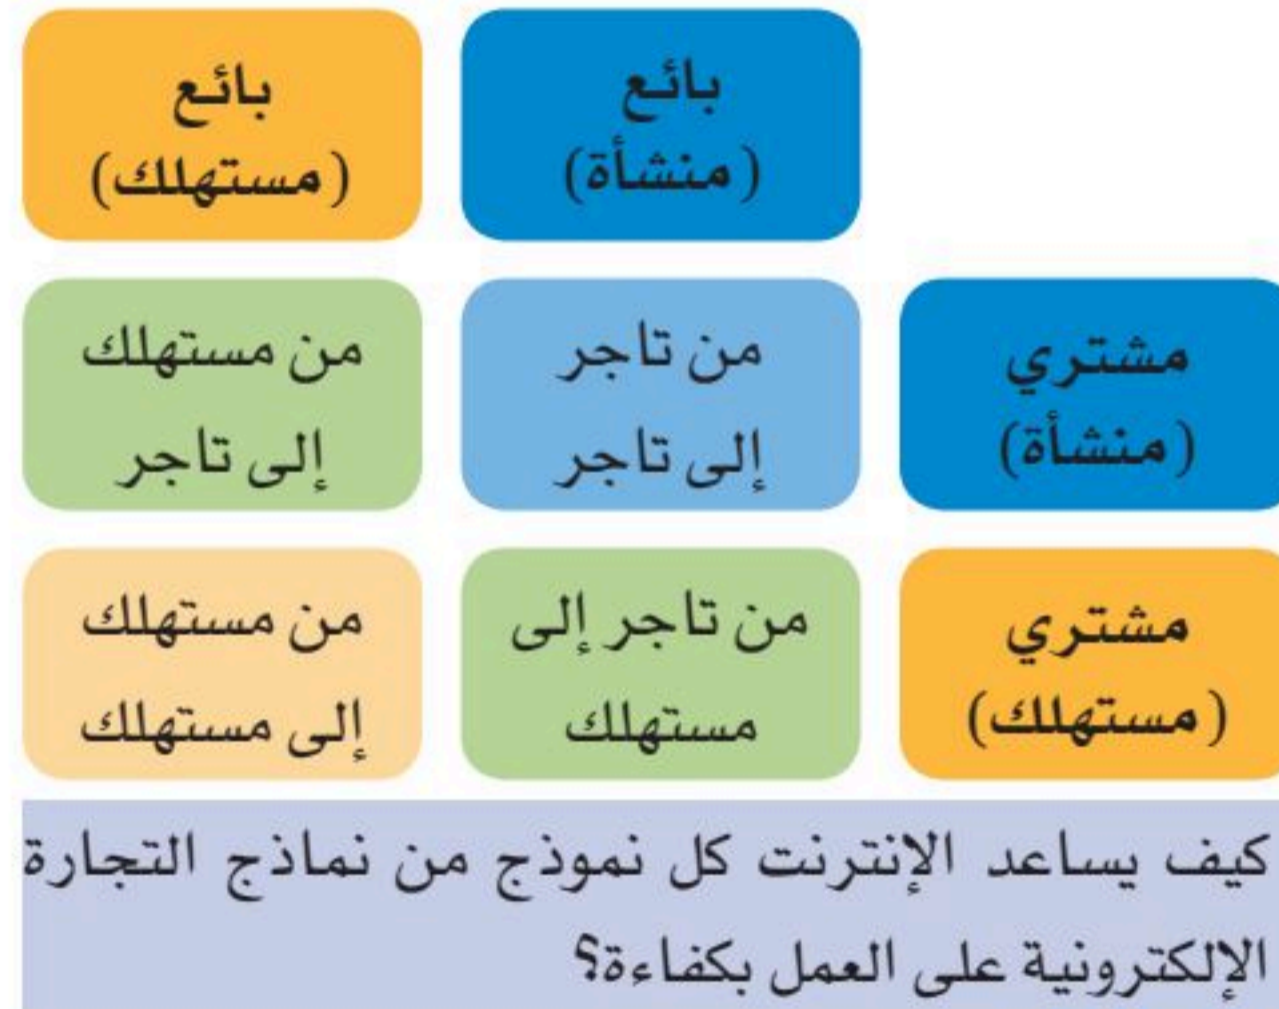 بائع
(منشأة)
بائع
(مستهلك)
مشتري
(منشأة)
من تاجر
إلى تاجر
من مستهلك
إلى تاجر
مشتري
(مستهلك)
من تاجر إلى
مستهلك
من مستهلك
إلى مستهلك
كيف يساعد الإنترنت كل نموذج من نماذج التجارة
الإلكترونية على العمل بكفاءة؟